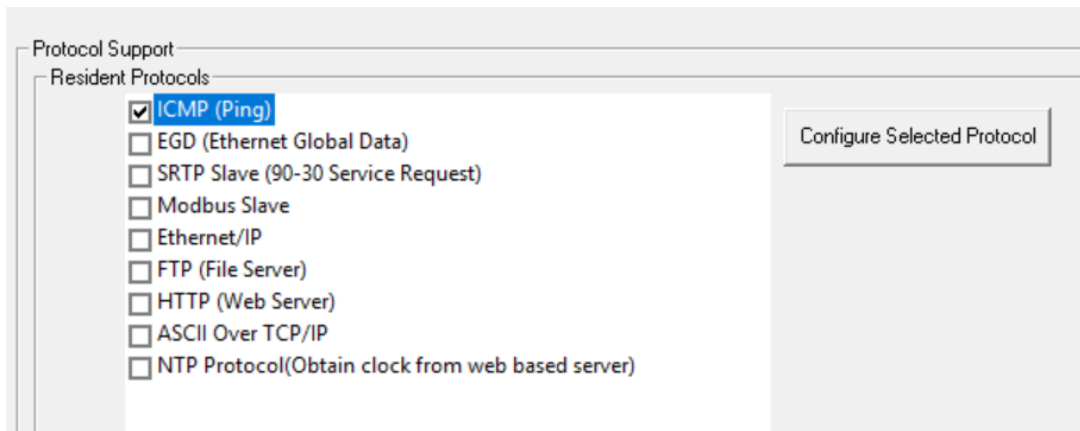 Protocol Support
Resident Protocols
ICMP (Ping)
EGD (Ethernet Global Data)
SRTP Slave (90-30 Service Request)
Modbus Slave
Ethernet/IP
FTP (File Server)
HTTP (Web Server)
ASCII Over TCP/IP
NTP Protocol(Obtain clock from web based server)
Configure Selected Protocol